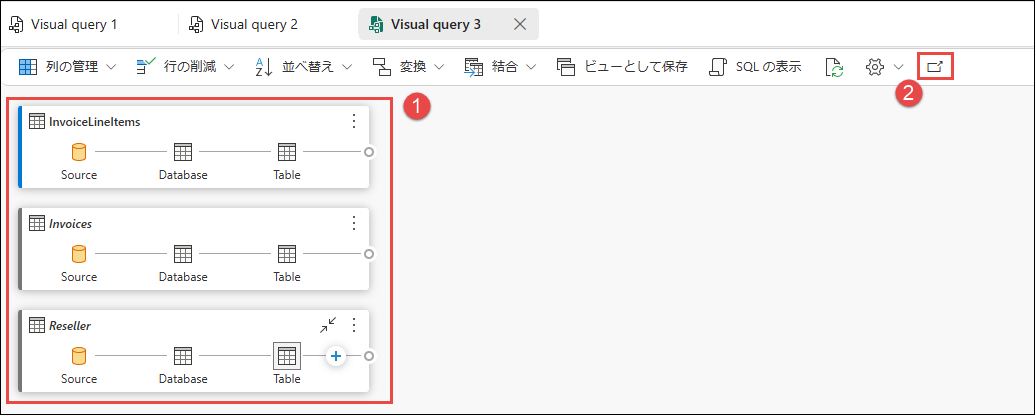 Visual query 1 Visual query 2 Visual query 3
列の管理 行の削減 並べ替え 変換 結合 ビューとして保存 SQL の表示
1 2
InvoiceLineItems
Source Database Table
Invoices
Source Database Table
Reseller
Source Database Table